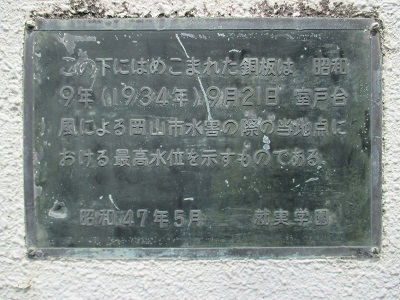 この下にはめこまれた銅板は 昭和
9年(1934年)9月21日 室戸台
風による岡山市水害の際の当地点に
おける最高水位を示すものである
昭和47年5月 就実学園